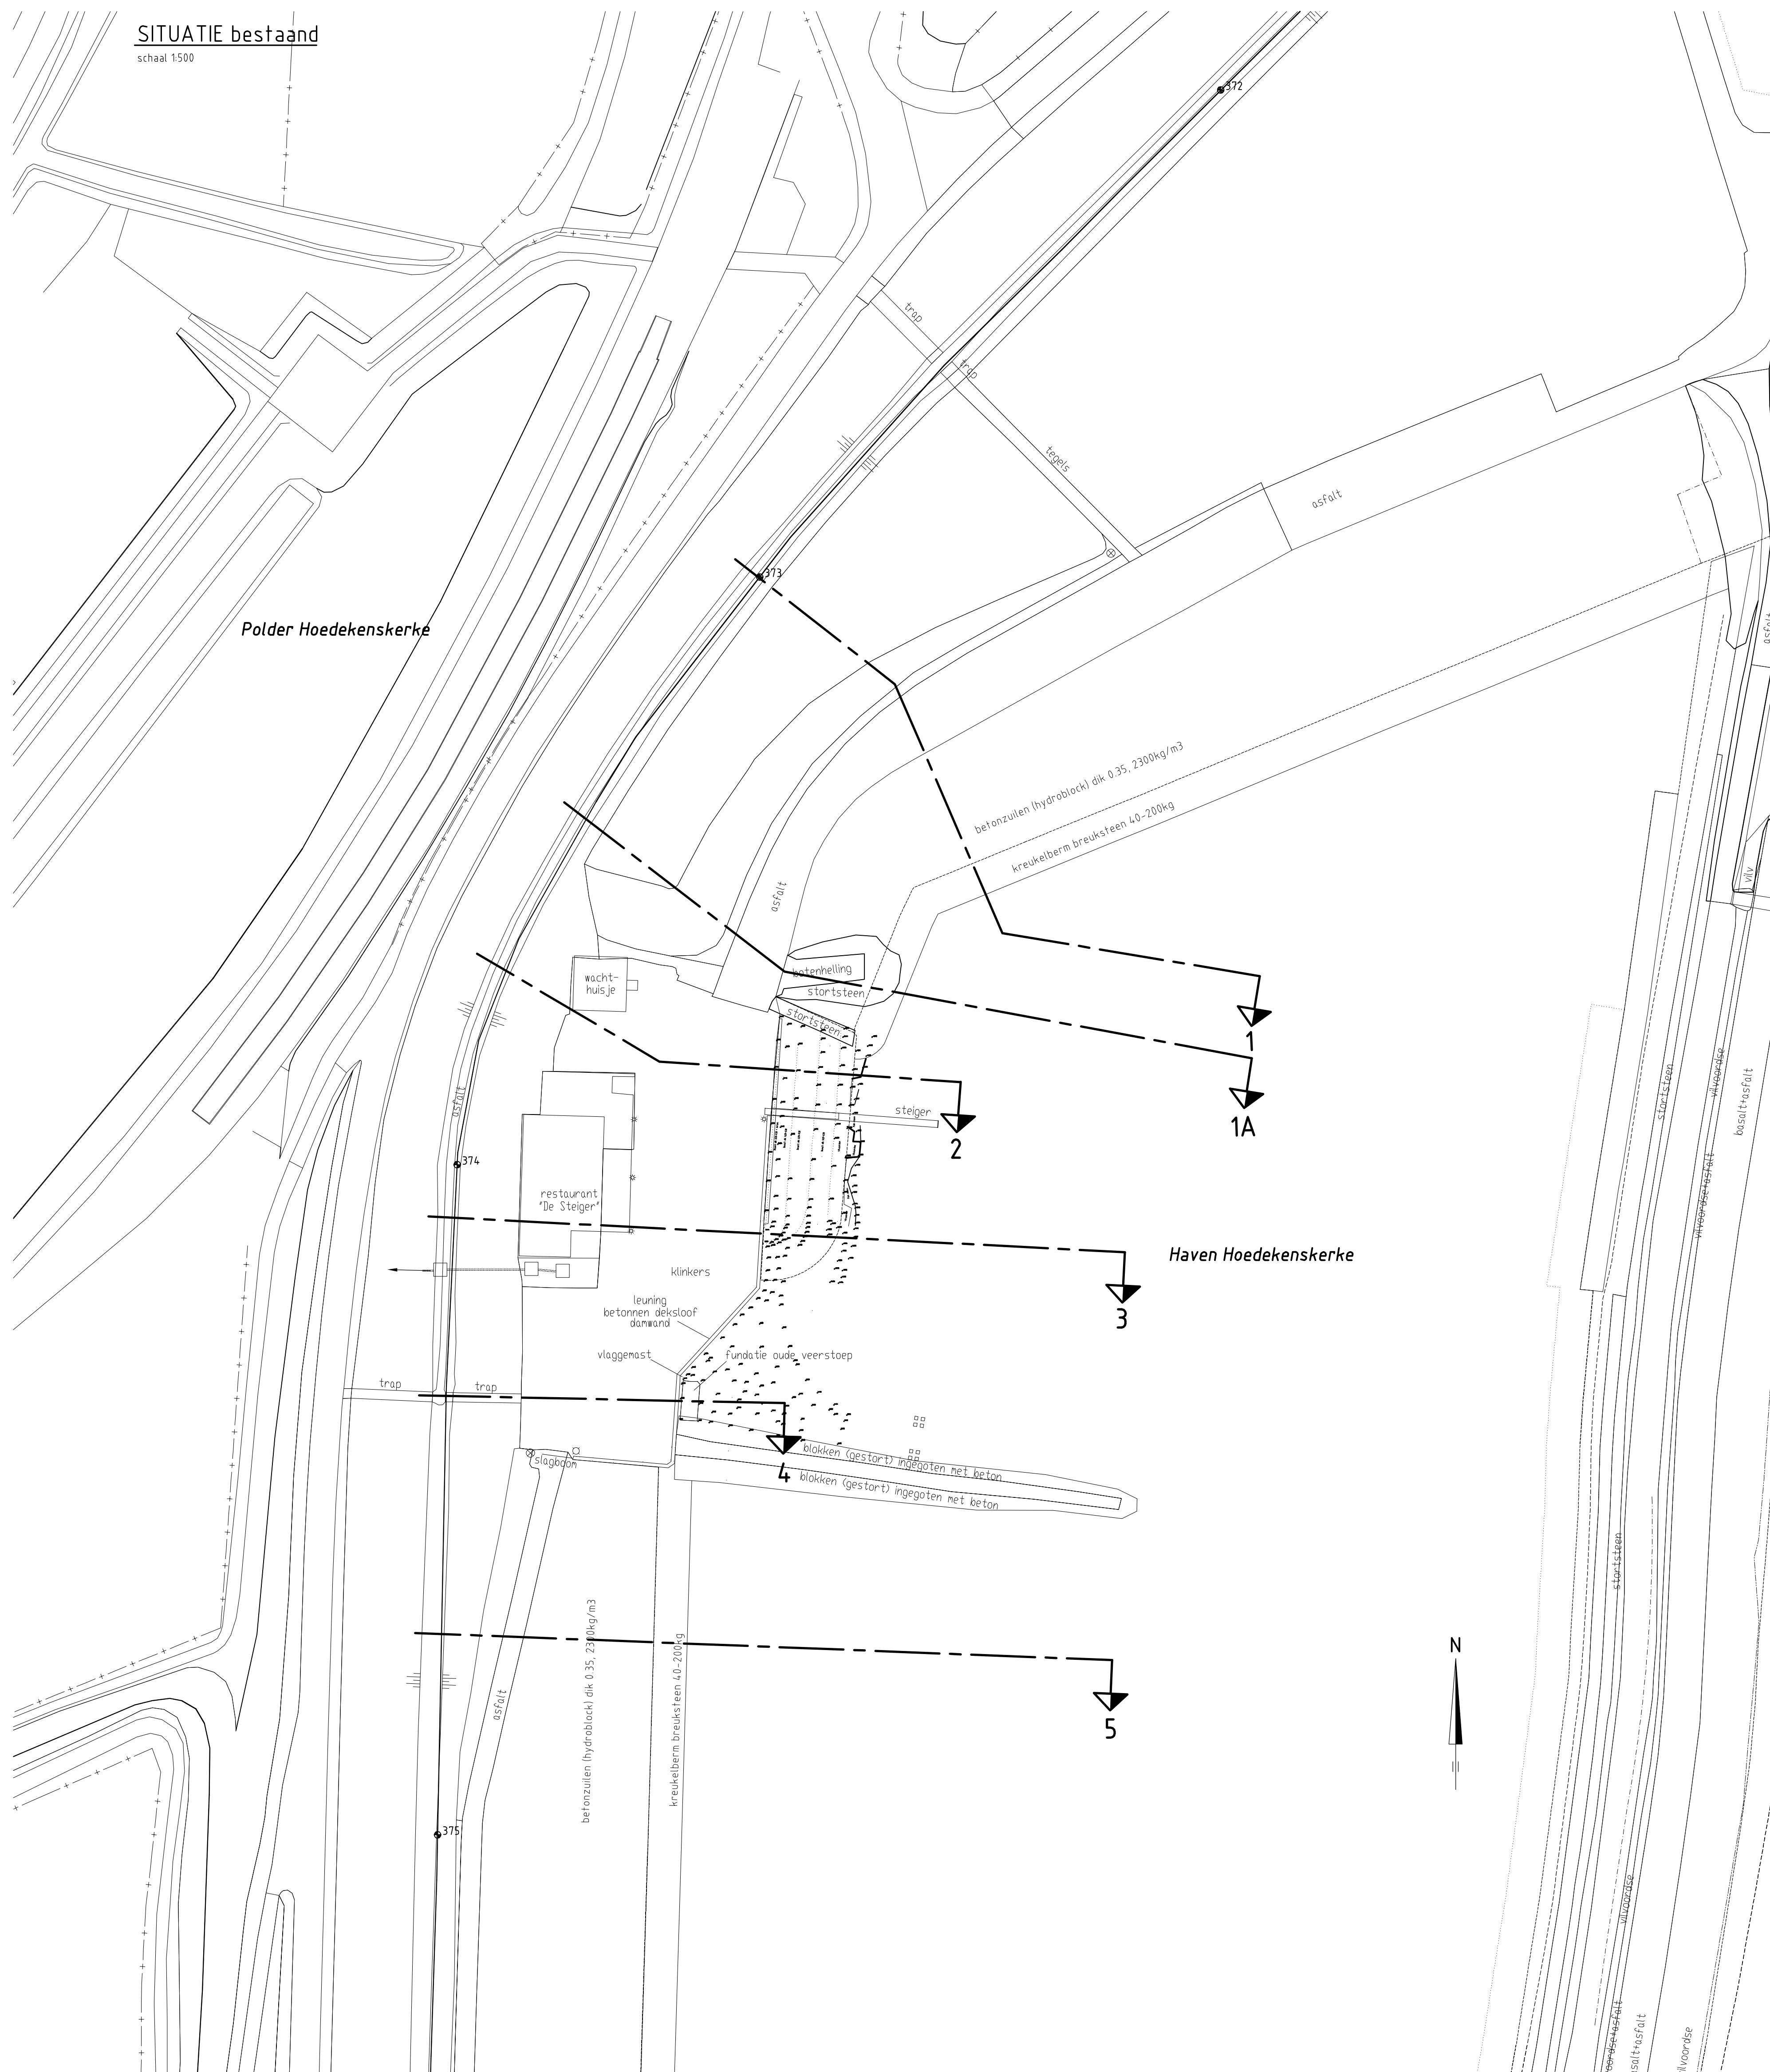 SITUATIE bestaand
schaal 1:500
372
trap
trap
tegels
asfalt
373
Polder Hoedekenskerke
asfalt
betonzuilen (hydroblock) dik 0.35, 2300kg/m3
kreukelberm breuksteen 40-200kg
vilv
asfalt
botenhelling
stortsteen
stortsteen
wacht-
huisje
1
1A
2
steiger
asfalt
374
restaurant
"De Steiger"
stortsteen
vilvoordse
basalt+asfalt
vilvoordse+asfalt
Haven Hoedekenskerke
klinkers
3
leuning
betonnen deksloof
damwand
vlaggemast
fundatie oude veerstoep
trap
trap
4
blokken (gestort) ingegoten met beton
blokken (gestort) ingegoten met beton
slagboom
stortsteen
betonzuilen (hydroblock) dik 0.35, 2300kg/m3
kreukelberm breuksteen 40-200kg
asfalt
N
5
375
vilvoordse